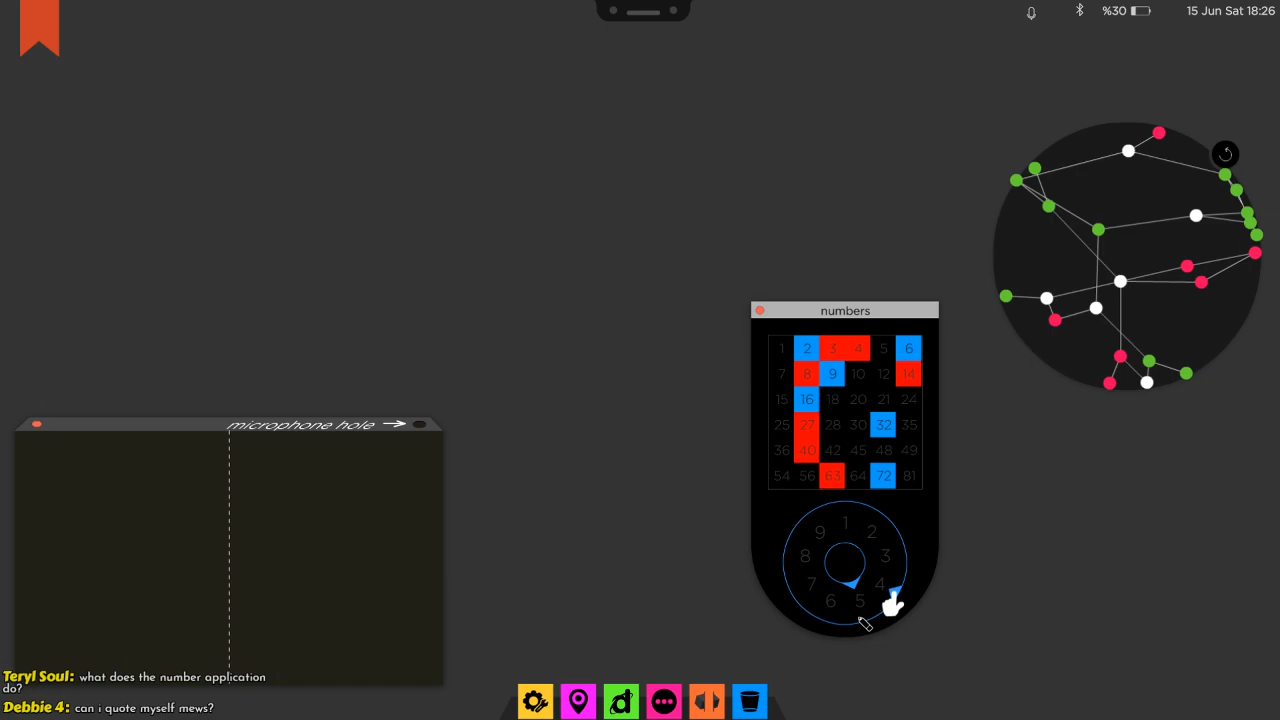 %30
15 Jun Sat 18:26
numbers
1 2 3 4 5 6
7 8 9 10 12 14
15 16 18 20 21 24
25 27 28 30 32 35
36 40 42 45 48 49
54 56 63 64 72 81
microphone hole
1
9 2
8 3
7 4
6 5
d
Teryl Soul: what does the number application
do?
Debbie 4: can i quote myself mews?